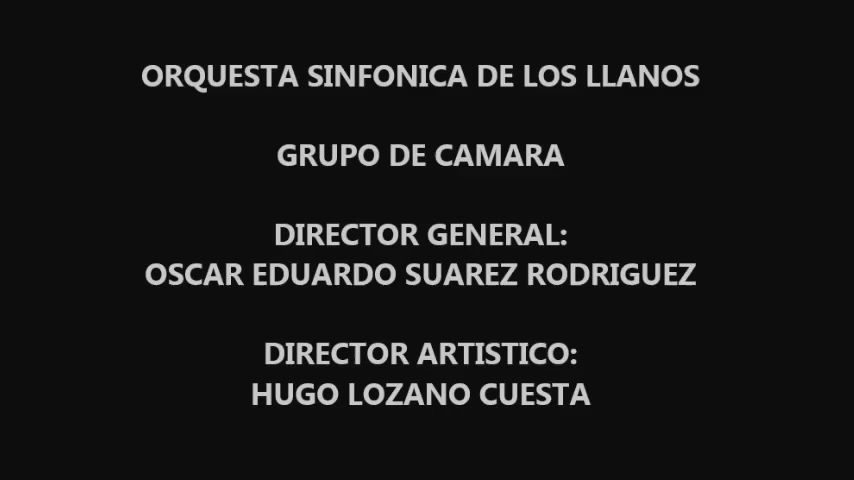 ORQUESTA SINFONICA DE LOS LLANOS
GRUPO DE CAMARA
DIRECTOR GENERAL:
OSCAR EDUARDO SUAREZ RODRIGUEZ
DIRECTOR ARTISTICO:
HUGO LOZANO CUESTA